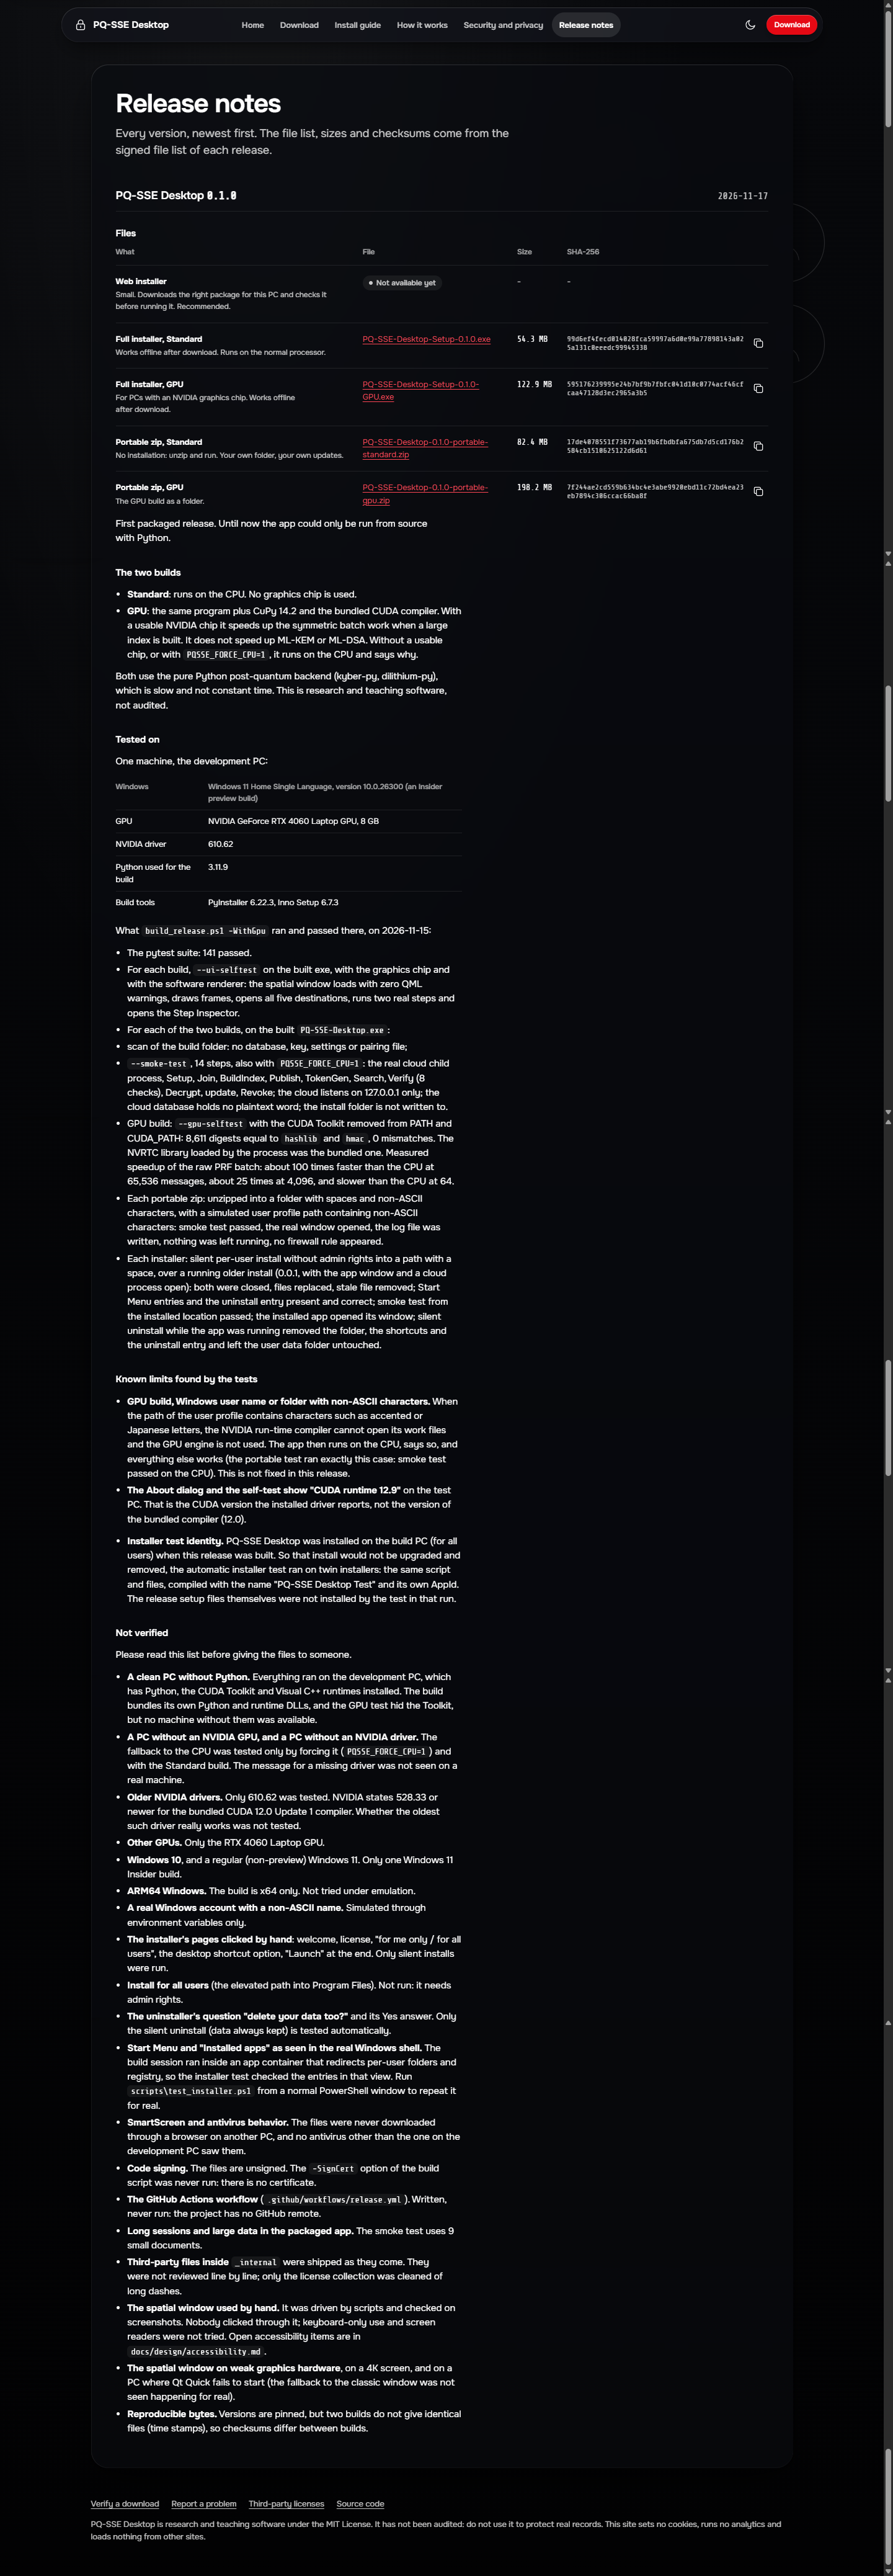 PQ-SSE Desktop
Home Download Install guide How it works Security and privacy Release notes
Download
Release notes
Every version, newest first. The file list, sizes and checksums come from the
signed file list of each release.
PQ-SSE Desktop 0.1.0 2026-11-17
Files
What File Size SHA-256
Web installer Not available yet - -
Small. Downloads the right package for this PC and checks it
before running it. Recommended.
Full installer, Standard PQ-SSE-Desktop-Setup-0.1.0.exe 54.3 MB
Works offline after download. Runs on the normal processor.
Full installer, GPU PQ-SSE-Desktop-Setup-0.1.0-
GPU.exe 122.9 MB
For PCs with an NVIDIA graphics chip. Works offline
after download.
Portable zip, Standard PQ-SSE-Desktop-0.1.0-portable-
standard.zip 82.4 MB
No installation: unzip and run. Your own folder, your own updates.
Portable zip, GPU PQ-SSE-Desktop-0.1.0-portable-
gpu.zip 198.2 MB
The GPU build as a folder.
First packaged release. Until now the app could only be run from source
with Python.
The two builds
• Standard: runs on the CPU. No graphics chip is used.
• GPU: the same program plus CuPy 14.2 and the bundled CUDA compiler. With
a usable NVIDIA chip it speeds up the symmetric batch work when a large
index is built. It does not speed up ML-KEM or ML-DSA. Without a usable
chip, or with PQSSE_FORCE_CPU=1, it runs on the CPU and says why.
Both use the pure Python post-quantum backend (kyber-py, dilithium-py),
which is slow and not constant time. This is research and teaching software,
not audited.
Tested on
One machine, the development PC:
Windows Windows 11 Home Single Language, version 10.0.26300 (an Insider
preview build)
GPU NVIDIA GeForce RTX 4060 Laptop GPU, 8 GB
NVIDIA driver 610.62
Python used for the 3.11.9
build
Build tools PyInstaller 6.22.3, Inno Setup 6.7.3
What build_release.ps1 -WithGpu ran and passed there, on 2026-11-15:
• The pytest suite: 141 passed.
• For each build, --ui-selftest on the built exe, with the graphics chip and
with the software renderer: the spatial window loads with zero QML
warnings, draws frames, opens all five destinations, runs two real steps and
opens the Step Inspector.
• For each of the two builds, on the built PQ-SSE-Desktop.exe:
• scan of the build folder: no database, key, settings or pairing file;
• --smoke-test, 14 steps, also with PQSSE_FORCE_CPU=1: the real cloud child
process, Setup, Join, BuildIndex, Publish, TokenGen, Search, Verify (8
checks), Decrypt, update, Revoke; the cloud listens on 127.0.0.1 only; the
cloud database holds no plaintext word; the install folder is not written to.
• GPU build: --gpu-selftest with the CUDA Toolkit removed from PATH and
CUDA_PATH: 8,611 digests equal to hashlib and hmac, 0 mismatches. The
NVRTC library loaded by the process was the bundled one. Measured
speedup of the raw PRF batch: about 100 times faster than the CPU at
65,536 messages, about 25 times at 4,096, and slower than the CPU at 64.
• Each portable zip: unzipped into a folder with spaces and non-ASCII
characters, with a simulated user profile path containing non-ASCII
characters: smoke test passed, the real window opened, the log file was
written, nothing was left running, no firewall rule appeared.
• Each installer: silent per-user install without admin rights into a path with a
space, over a running older install (0.0.1, with the app window and a cloud
process open): both were closed, files replaced, stale file removed; Start
Menu entries and the uninstall entry present and correct; smoke test from
the installed location passed; the installed app opened its window; silent
uninstall while the app was running removed the folder, the shortcuts and
the uninstall entry and left the user data folder untouched.
Known limits found by the tests
• GPU build, Windows user name or folder with non-ASCII characters. When
the path of the user profile contains characters such as accented or
Japanese letters, the NVIDIA run-time compiler cannot open its work files
and the GPU engine is not used. The app then runs on the CPU, says so, and
everything else works (the portable test ran exactly this case: smoke test
passed on the CPU). This is not fixed in this release.
• The About dialog and the self-test show "CUDA runtime 12.9" on the test
PC. That is the CUDA version the installed driver reports, not the version of
the bundled compiler (12.0).
• Installer test identity. PQ-SSE Desktop was installed on the build PC (for all
users) when this release was built. So that install would not be upgraded and
removed, the automatic installer test ran on twin installers: the same script
and files, compiled with the name "PQ-SSE Desktop Test" and its own AppId.
The release setup files themselves were not installed by the test in that run.
Not verified
Please read this list before giving the files to someone.
• A clean PC without Python. Everything ran on the development PC, which
has Python, the CUDA Toolkit and Visual C++ runtimes installed. The build
bundles its own Python and runtime DLLs, and the GPU test hid the Toolkit,
but no machine without them was available.
• A PC without an NVIDIA GPU, and a PC without an NVIDIA driver. The
fallback to the CPU was tested only by forcing it (PQSSE_FORCE_CPU=1) and
with the Standard build. The message for a missing driver was not seen on a
real machine.
• Older NVIDIA drivers. Only 610.62 was tested. NVIDIA states 528.33 or
newer for the bundled CUDA 12.0 Update 1 compiler. Whether the oldest
such driver really works was not tested.
• Other GPUs. Only the RTX 4060 Laptop GPU.
• Windows 10, and a regular (non-preview) Windows 11. Only one Windows 11
Insider build.
• ARM64 Windows. The build is x64 only. Not tried under emulation.
• A real Windows account with a non-ASCII name. Simulated through
environment variables only.
• The installer's pages clicked by hand: welcome, license, "for me only / for all
users", the desktop shortcut option, "Launch" at the end. Only silent installs
were run.
• Install for all users (the elevated path into Program Files). Not run: it needs
admin rights.
• The uninstaller's question "delete your data too?" and its Yes answer. Only
the silent uninstall (data always kept) is tested automatically.
• Start Menu and "Installed apps" as seen in the real Windows shell. The
build session ran inside an app container that redirects per-user folders and
registry, so the installer test checked the entries in that view. Run
scripts\test_installer.ps1 from a normal PowerShell window to repeat it
for real.
• SmartScreen and antivirus behavior. The files were never downloaded
through a browser on another PC, and no antivirus other than the one on the
development PC saw them.
• Code signing. The files are unsigned. The -SignCert option of the build
script was never run: there is no certificate.
• The GitHub Actions workflow (.github/workflows/release.yml). Written,
never run: the project has no GitHub remote.
• Long sessions and large data in the packaged app. The smoke test uses 9
small documents.
• Third-party files inside _internal were shipped as they come. They
were not reviewed line by line; only the license collection was cleaned of
long dashes.
• The spatial window used by hand. It was driven by scripts and checked on
screenshots. Nobody clicked through it; keyboard-only use and screen
readers were not tried. Open accessibility items are in
docs/design/accessibility.md.
• The spatial window on weak graphics hardware, on a 4K screen, and on a
PC where Qt Quick fails to start (the fallback to the classic window was not
seen happening for real).
• Reproducible bytes. Versions are pinned, but two builds do not give identical
files (time stamps), so checksums differ between builds.
Verify a download Report a problem Third-party licenses Source code
PQ-SSE Desktop is research and teaching software under the MIT License. It has not been audited: do not use it to protect real records. This site sets no cookies, runs no analytics and
loads nothing from other sites.